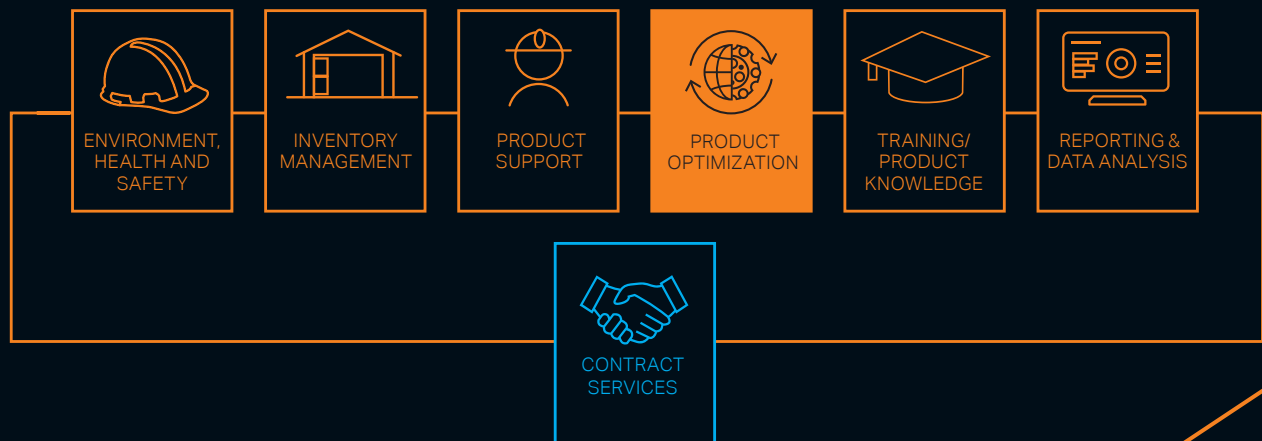 ENVIRONMENT,
HEALTH AND
SAFETY
INVENTORY
MANAGEMENT
PRODUCT
SUPPORT
PRODUCT
OPTIMIZATION
TRAINING/
PRODUCT
KNOWLEDGE
REPORTING &
DATA ANALYSIS
CONTRACT
SERVICES